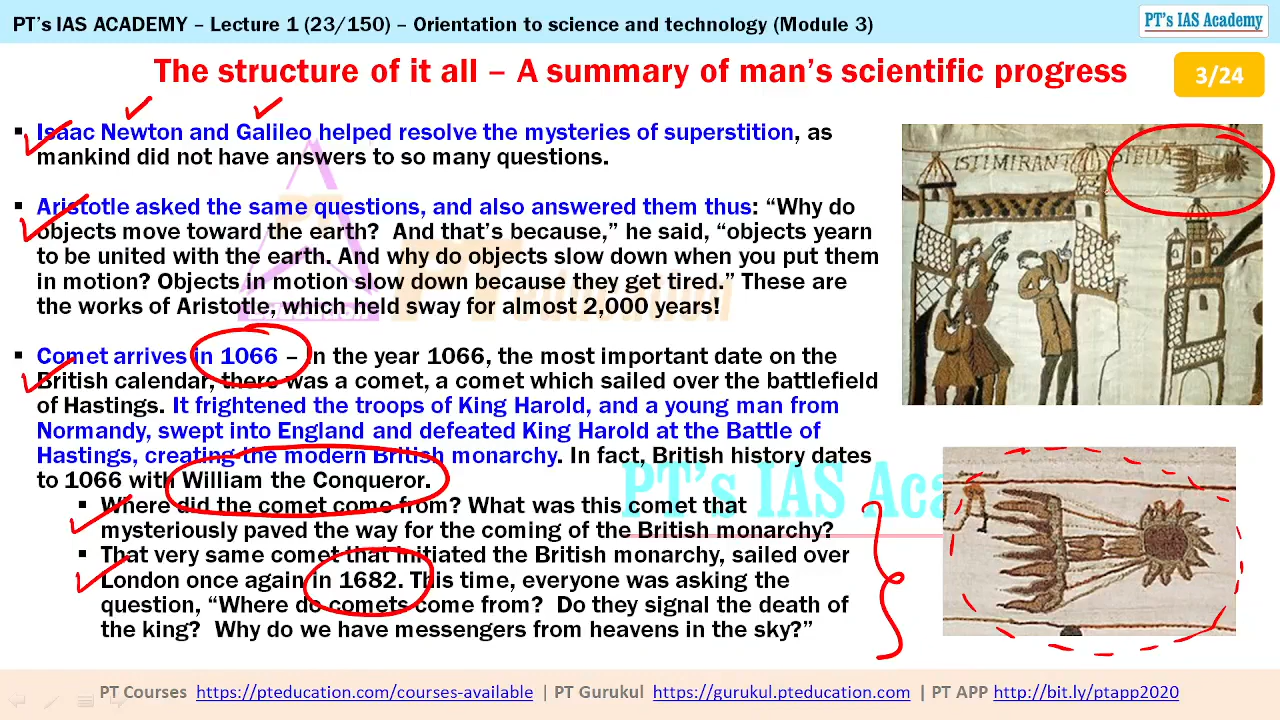 PT's IAS ACADEMY – Lecture 1 (23/150) – Orientation to science and technology (Module 3)
PT's IAS Academy
The structure of it all – A summary of man's scientific progress
3/24
▪ Isaac Newton and Galileo helped resolve the mysteries of superstition, as
mankind did not have answers to so many questions.
▪ Aristotle asked the same questions, and also answered them thus: “Why do
objects move toward the earth? And that's because,” he said, “objects yearn
to be united with the earth. And why do objects slow down when you put them
in motion? Objects in motion slow down because they get tired.” These are
the works of Aristotle, which held sway for almost 2,000 years!
▪ Comet arrives in 1066 – In the year 1066, the most important date on the
British calendar, there was a comet, a comet which sailed over the battlefield
of Hastings. It frightened the troops of King Harold, and a young man from
Normandy, swept into England and defeated King Harold at the Battle of
Hastings, creating the modern British monarchy. In fact, British history dates
to 1066 with William the Conqueror.
▪ Where did the comet come from? What was this comet that
mysteriously paved the way for the coming of the British monarchy?
▪ That very same comet that initiated the British monarchy, sailed over
London once again in 1682. This time, everyone was asking the
question, “Where do comets come from? Do they signal the death of
the king? Why do we have messengers from heavens in the sky?”
ISTI MIRANT STELLA
PT education
PT's IAS Aca
PT Courses https://pteducation.com/courses-available | PT Gurukul https://gurukul.pteducation.com | PT APP http://bit.ly/ptapp2020